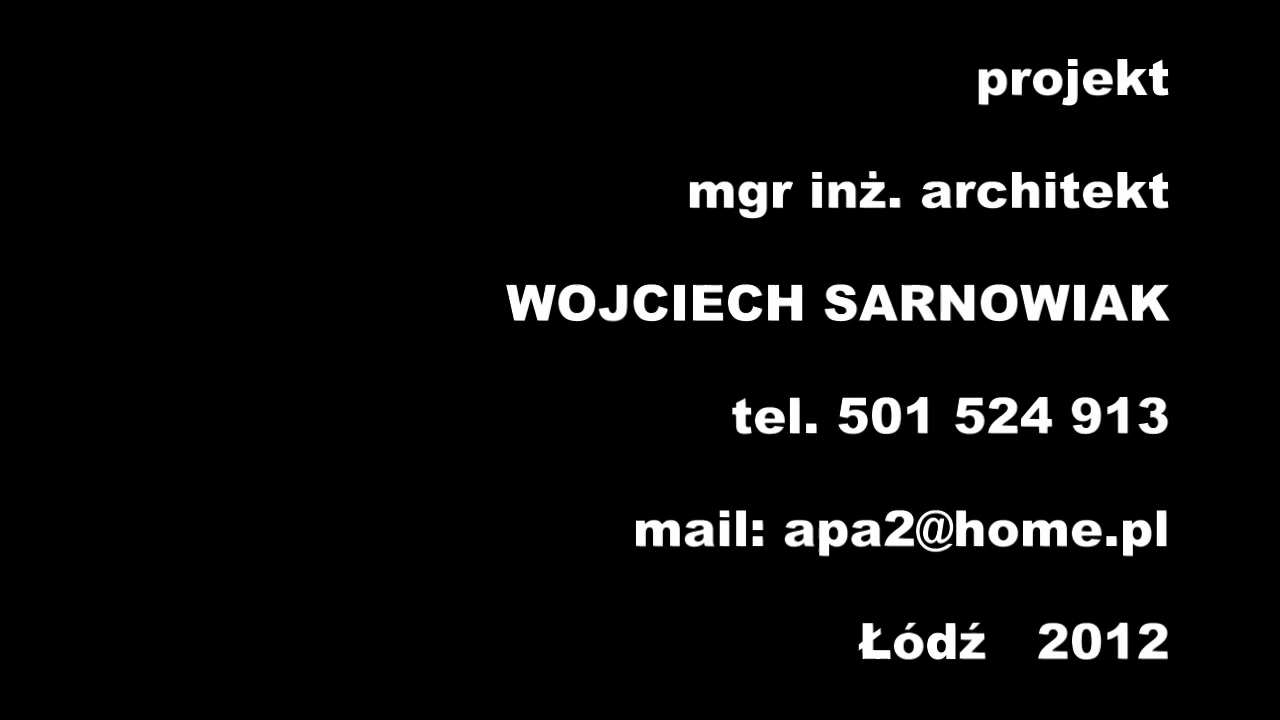 projekt
mgr inż. architekt
WOJCIECH SARNOWIAK
tel. 501 524 913
mail: apa2@home.pl
Łódź 2012